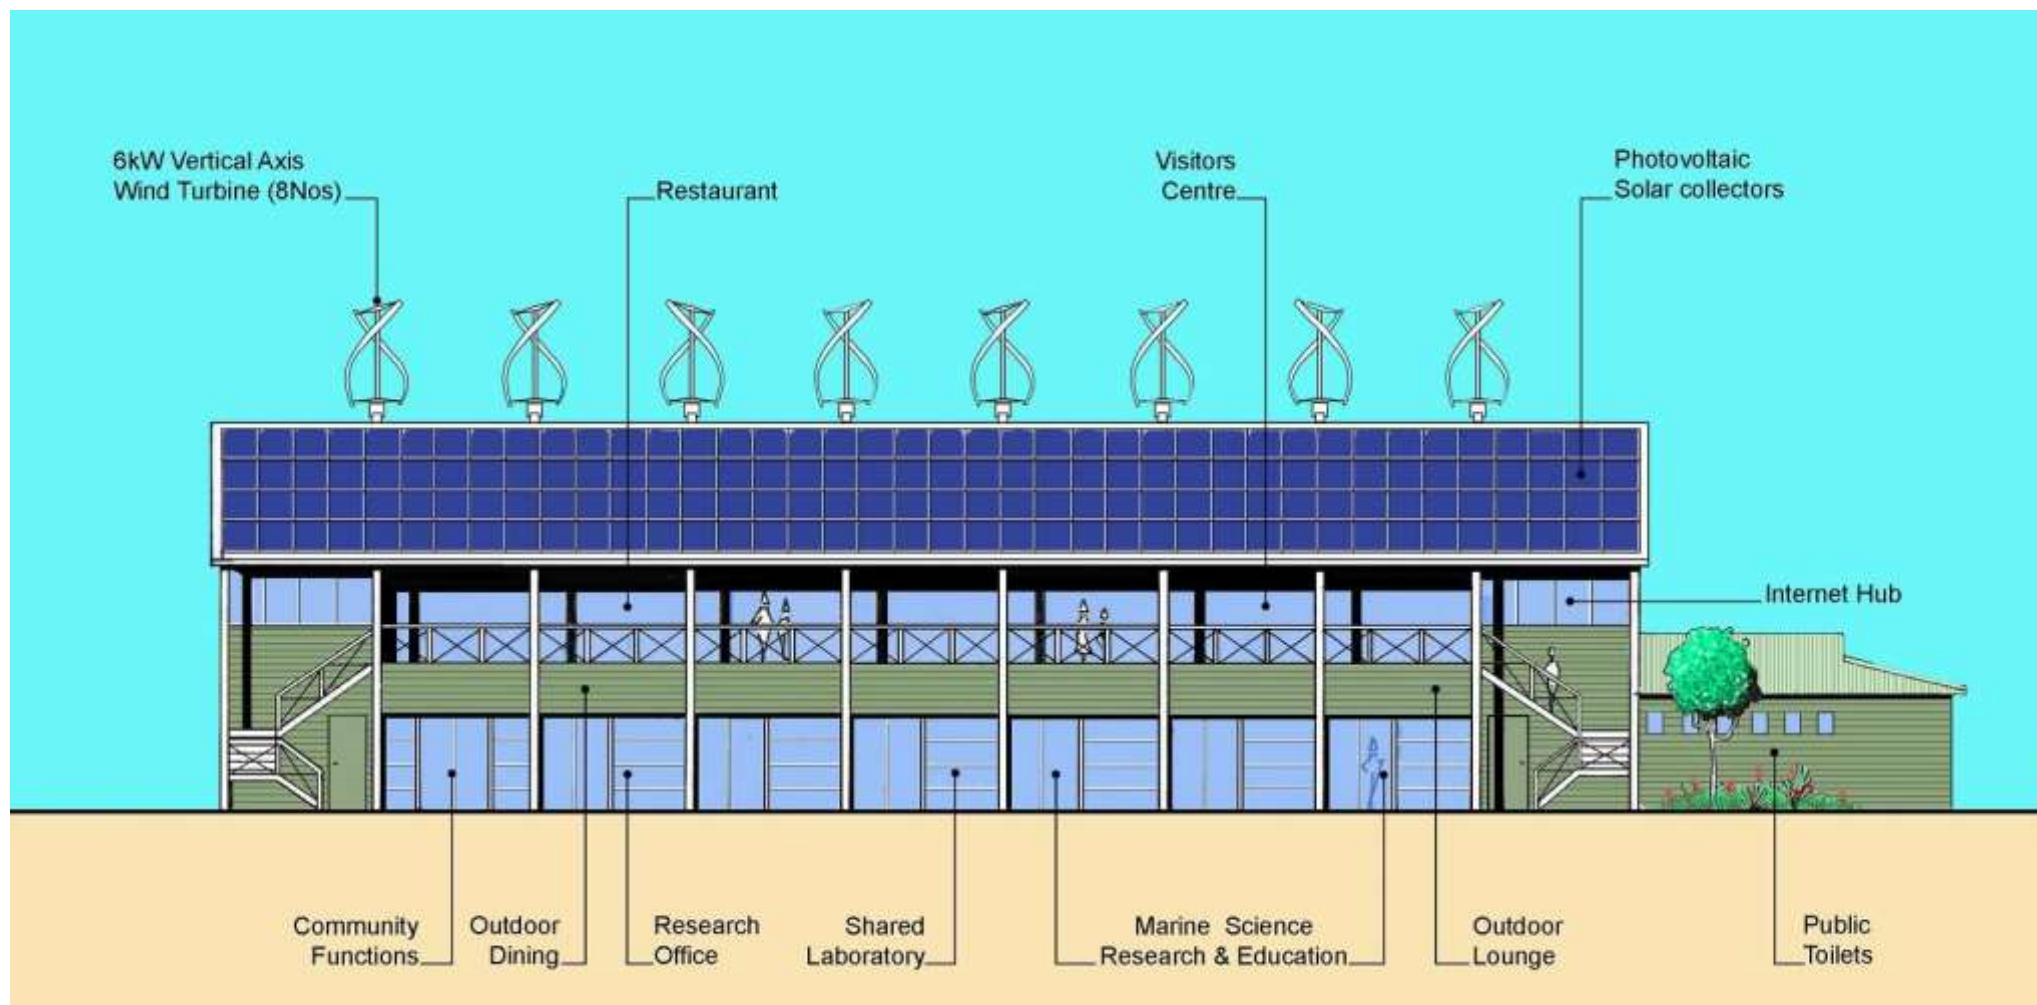 6kW Vertical Axis
Wind Turbine (8Nos)
Restaurant
Visitors
Centre
Photovoltaic
Solar collectors
Internet Hub
Community
Functions
Outdoor
Dining
Research
Office
Shared
Laboratory
Marine Science
Research & Education
Outdoor
Lounge
Public
Toilets